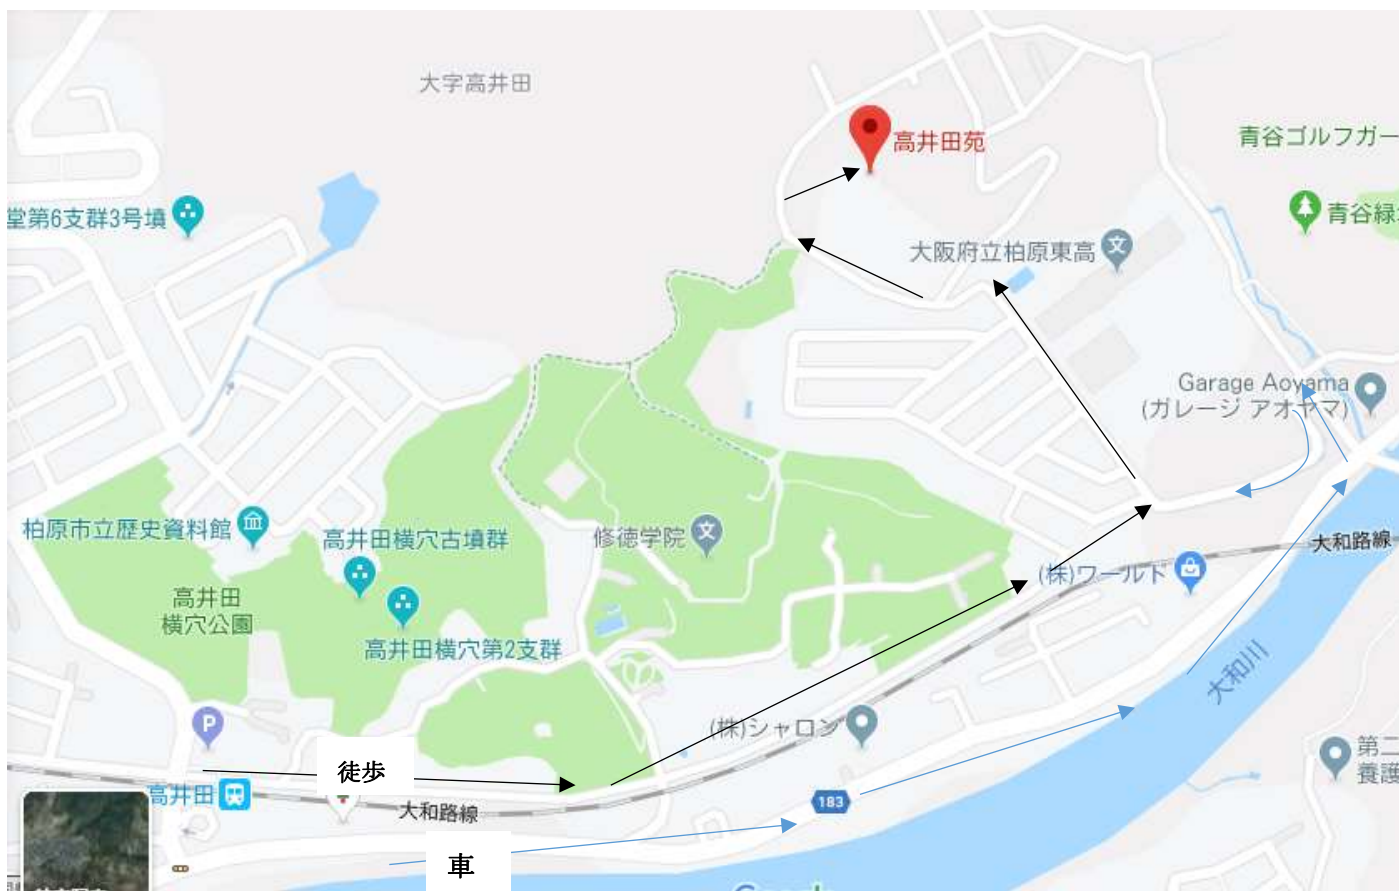 大字高井田
高井田苑
青谷ゴルフガー
堂第6支群3号墳
青谷緑
大阪府立柏原東高
文
Garage Aoyama
(ガレージ アオヤマ)
柏原市立歴史資料館
高井田横穴古墳群
修徳学院
文
大和路線
(株)ワールド
高井田
横穴公園
高井田横穴第2支群
大和川
P
(株)シャロン
第二
養護
徒歩
高井田
大和路線
183
車